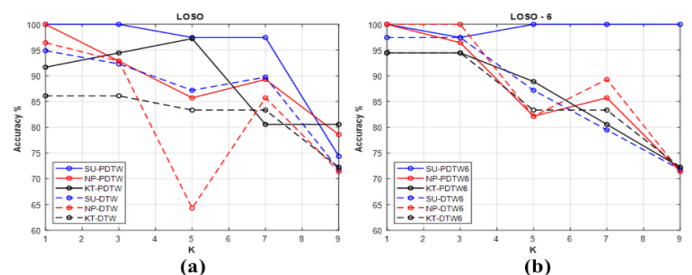 LOSO
Accuracy %
100
95
90
85
80
75
70
65
60
SU-PDTW
NP-PDTW
KT-PDTW
SU-DTW
NP-DTW
KT-DTW
1 2 3 4 5 6 7 8 9
K
(a)
LOSO - 6
Accuracy %
100
95
90
85
80
75
70
65
60
SU-PDTW6
NP-PDTW6
KT-PDTW6
SU-DTW6
NP-DTW6
KT-DTW6
1 2 3 4 5 6 7 8 9
K
(b)